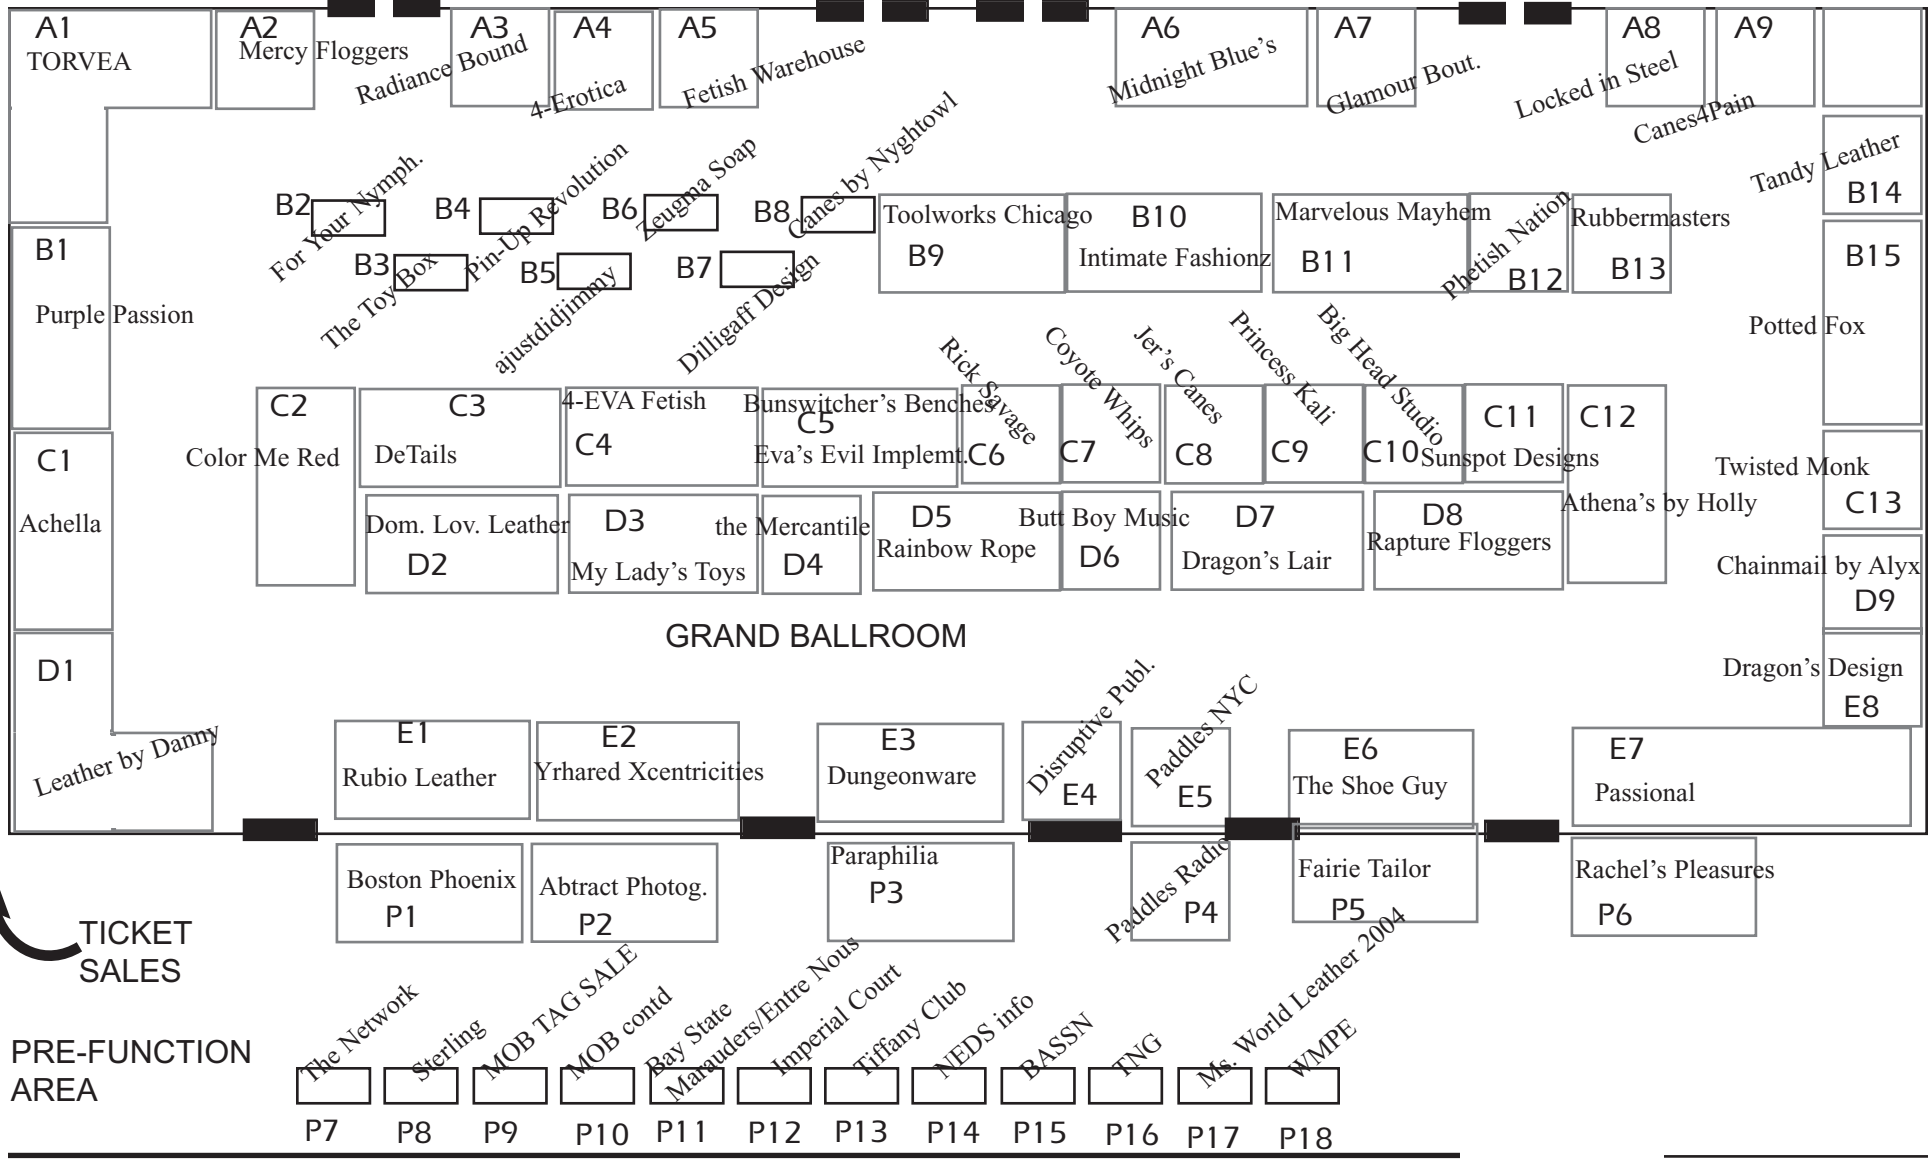 A1
TORVEA
A2
Mercy Floggers
A3
Radiance Bound
A4
4-Erotica
A5
Fetish Warehouse
A6
Midnight Blue's
A7
Glamour Bout.
A8
Locked in Steel
A9
Canes4Pain
Tandy Leather
B14
B1
Purple Passion
B2
For Your Nymph.
B3
The Toy Box
B4
Pin-Up Revolution
B5
ajustdidjimmy
B6
Zeugma Soap
B7
Dilligaff Design
B8
Canes by Nyghtowl
Toolworks Chicago
B9
B10
Intimate Fashionz
Marvelous Mayhem
B11
Phetish Nation
B12
Rubbermasters
B13
B15
Potted Fox
C1
Achella
C2
Color Me Red
C3
DeTails
4-EVA Fetish
C4
Bunswitcher's Benches
C5
Eva's Evil Implemt.
Rick Savage
C6
Coyote Whips
C7
Jer's Canes
C8
Princess Kali
C9
Big Head Studio
C10
C11
Sunspot Designs
C12
Athena's by Holly
Twisted Monk
C13
Dom. Lov. Leather
D2
D3
My Lady's Toys
the Mercantile
D4
D5
Rainbow Rope
Butt Boy Music
D6
D7
Dragon's Lair
D8
Rapture Floggers
Chainmail by Alyx
D9
GRAND BALLROOM
D1
Leather by Danny
Dragon's Design
E8
E1
Rubio Leather
E2
Yrhared Xcentricities
E3
Dungeonware
Disruptive Publ.
E4
Paddles NYC
E5
E6
The Shoe Guy
E7
Passional
Boston Phoenix
P1
Abtract Photog.
P2
Paraphilia
P3
Paddles Radio
P4
Fairie Tailor
P5
Rachel's Pleasures
P6
TICKET
SALES
PRE-FUNCTION
AREA
The Network
P7
Sterling
P8
MOB TAG SALE
P9
MOB contd
P10
Bay State
Marauders/Entre Nous
P11
Imperial Court
P12
Tiffany Club
P13
NEDS info
P14
BASSN
P15
TNG
P16
Ms. World Leather 2004
P17
WMPE
P18